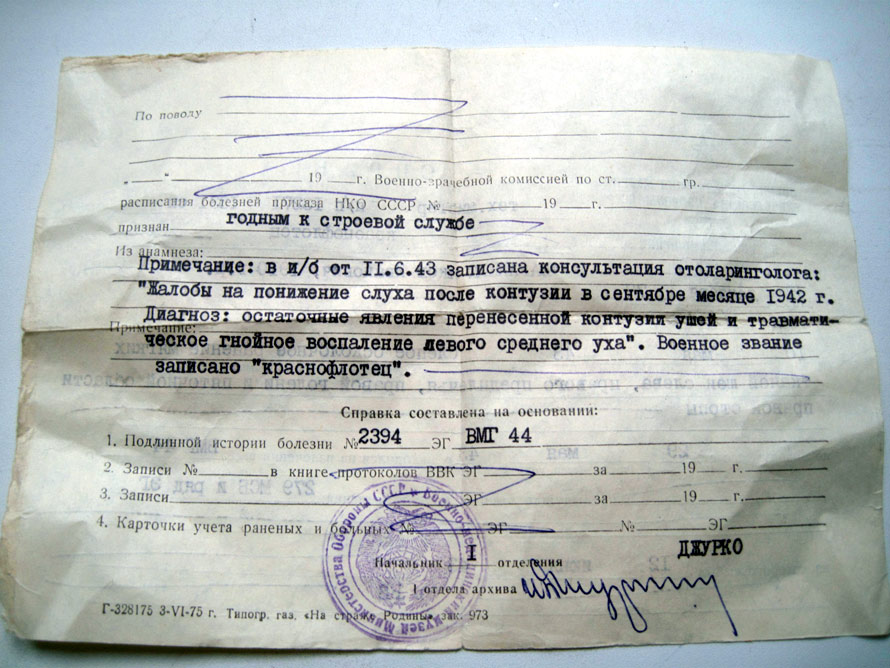 По поводу
„ " 19 г. Военно-врачебной комиссией по ст. гр.
расписания болезней приказа НКО СССР № 19 г.
признан годным к строевой службе
Из анамнеза:
Примечание: в и/б от II.6.43 записана консультация отоларинголога:
"Жалобы на понижение слуха после контузии в сентябре месяце 1942 г.
Диагноз: остаточные явления перенесенной контузии ушей и травмати-
Примечание:
ческое гнойное воспаление левого среднего уха". Военное звание
записано "краснофлотец".
Справка составлена на основании:
1. Подлинной истории болезни № 2394 ЭГ ВМГ 44
2. Записи № в книге протоколов ВВК ЭГ за 19 г.
3. Записи ЭГ за 19 г.
4. Карточки учета раненых и больных № ЭГ № ЭГ
Начальник I отделения ДЖУРКО
I отдела архива
Г-328175 3-VI-75 г. Типогр. газ. «На страже Родины» зак. 973
Министерства Обороны СССР